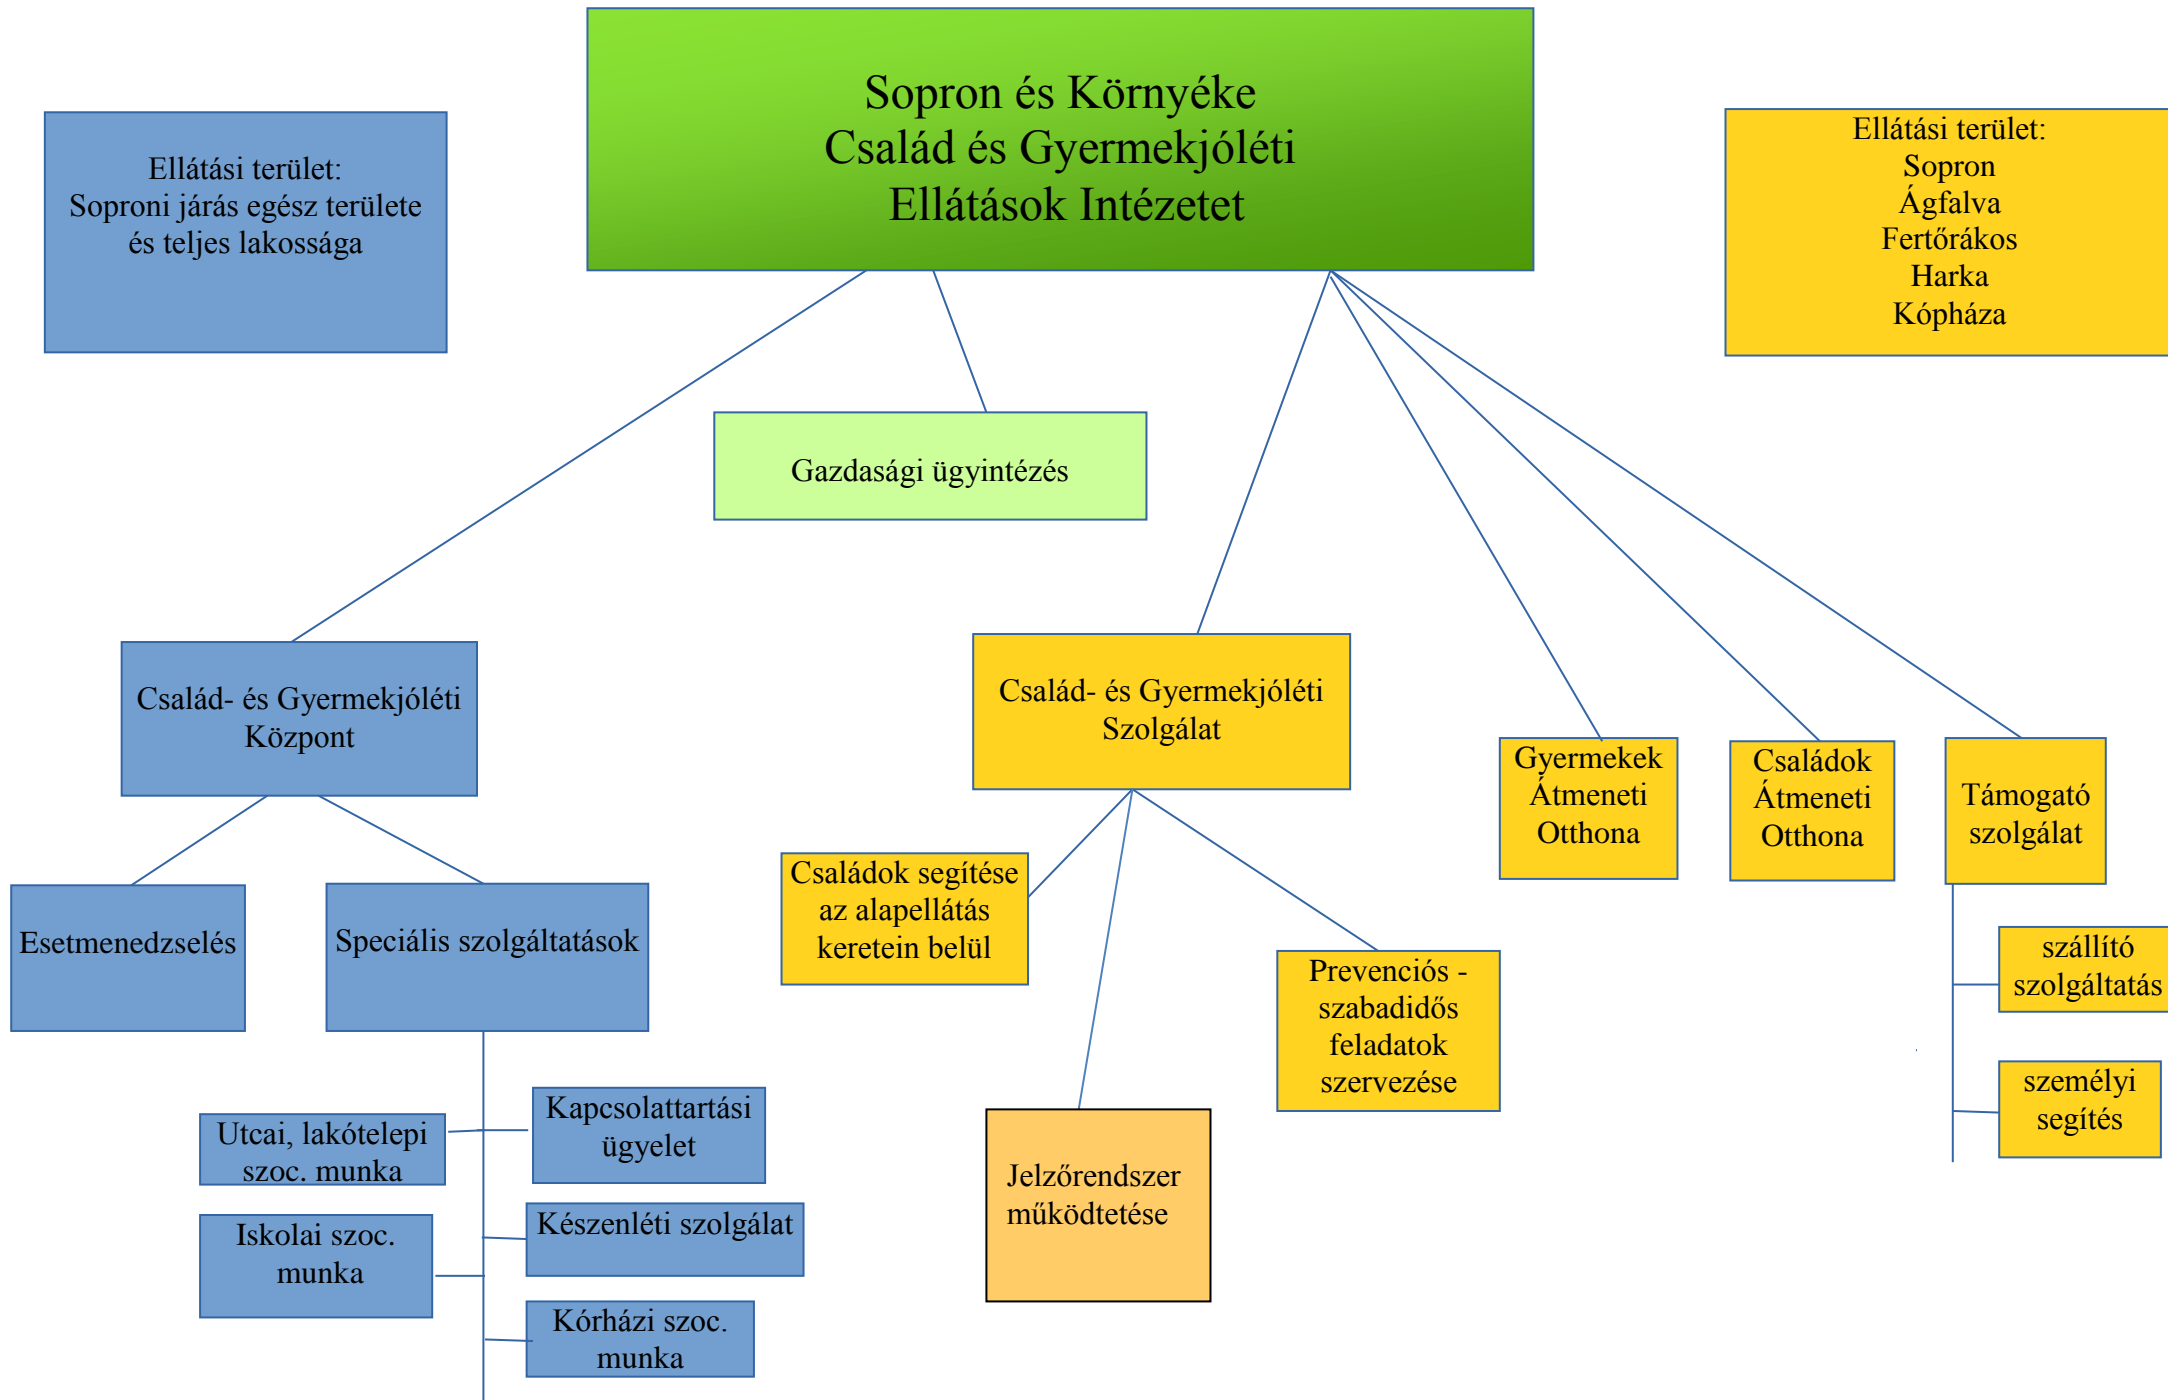 Sopron és Környéke
Család és Gyermekjóléti
Ellátások Intézetet
Ellátási terület:
Soproni járás egész területe
és teljes lakossága
Ellátási terület:
Sopron
Ágfalva
Fertőrákos
Harka
Kópháza
Gazdasági ügyintézés
Család- és Gyermekjóléti
Központ
Család- és Gyermekjóléti
Szolgálat
Gyermekek
Átmeneti
Otthona
Családok
Átmeneti
Otthona
Támogató
szolgálat
Esetmenedzselés
Speciális szolgáltatások
Családok segítése
az alapellátás
keretein belül
Prevenciós -
szabadidős
feladatok
szervezése
szállító
szolgáltatás
személyi
segítés
Utcai, lakótelepi
szoc. munka
Kapcsolattartási
ügyelet
Iskolai szoc.
munka
Készenléti szolgálat
Kórházi szoc.
munka
Jelzőrendszer
működtetése